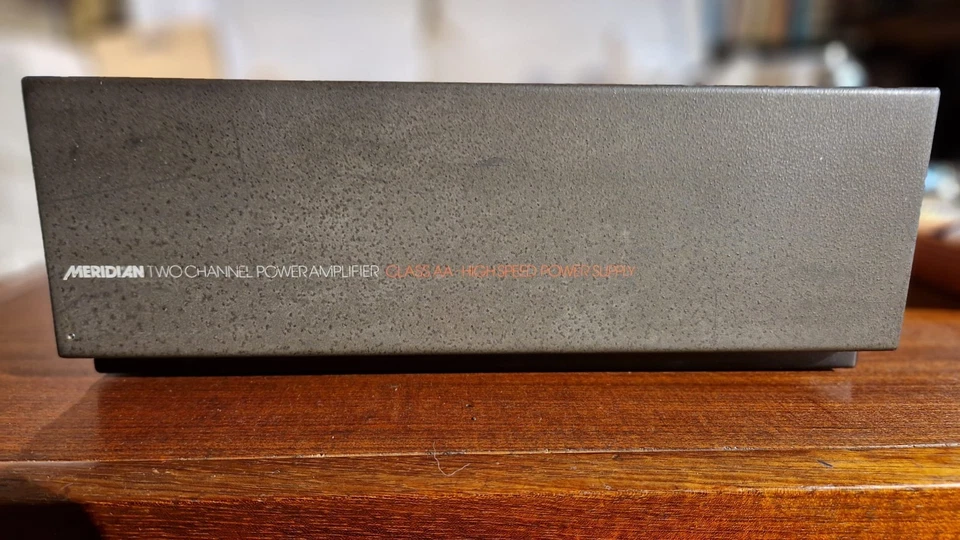 MERIDIAN TWO CHANNEL POWER AMPLIFIER CLASS AA HIGH SPEED POWER SUPPLY